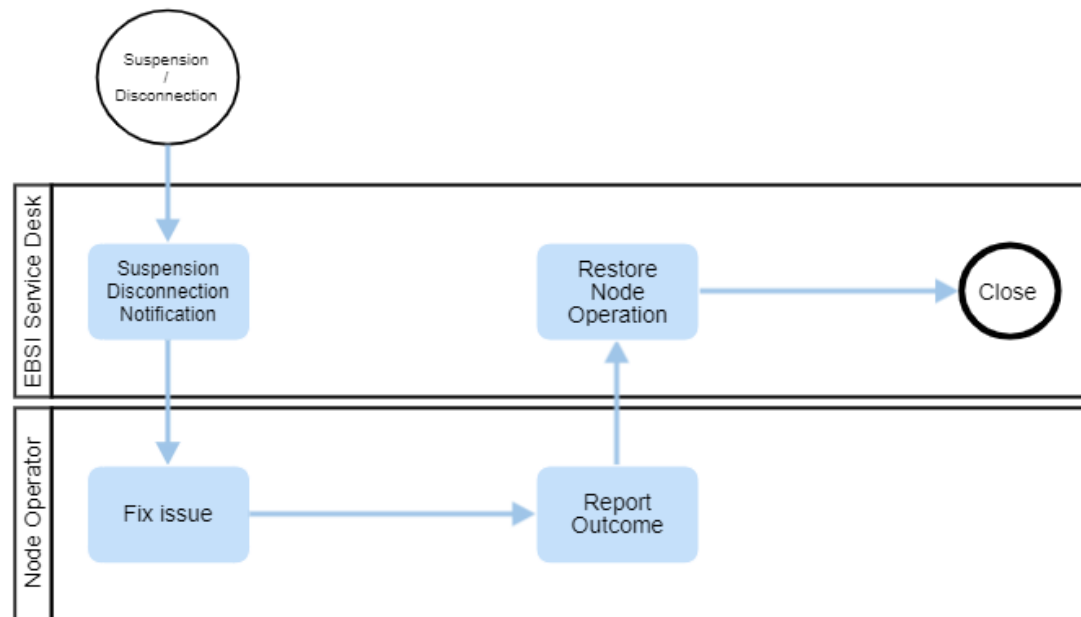 Suspension
/
Disconnection
EBSI Service Desk
Suspension
Disconnection
Notification
Restore
Node
Operation
Close
Node Operator
Fix issue
Report
Outcome